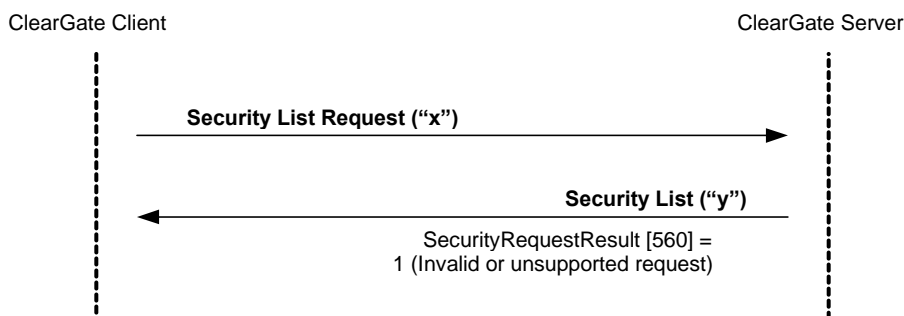 ClearGate Client
ClearGate Server
Security List Request (“x”)
Security List (“y”)
SecurityRequestResult [560] =
1 (Invalid or unsupported request)